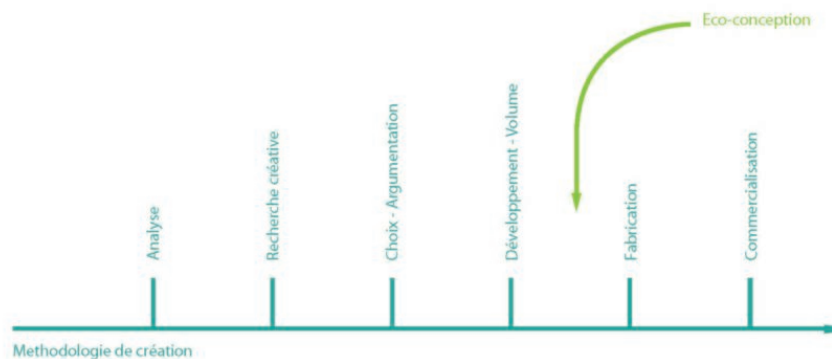 Eco-conception
Analyse
Recherche créative
Choix - Argumentation
Développement - Volume
Fabrication
Commercialisation
Methodologie de création